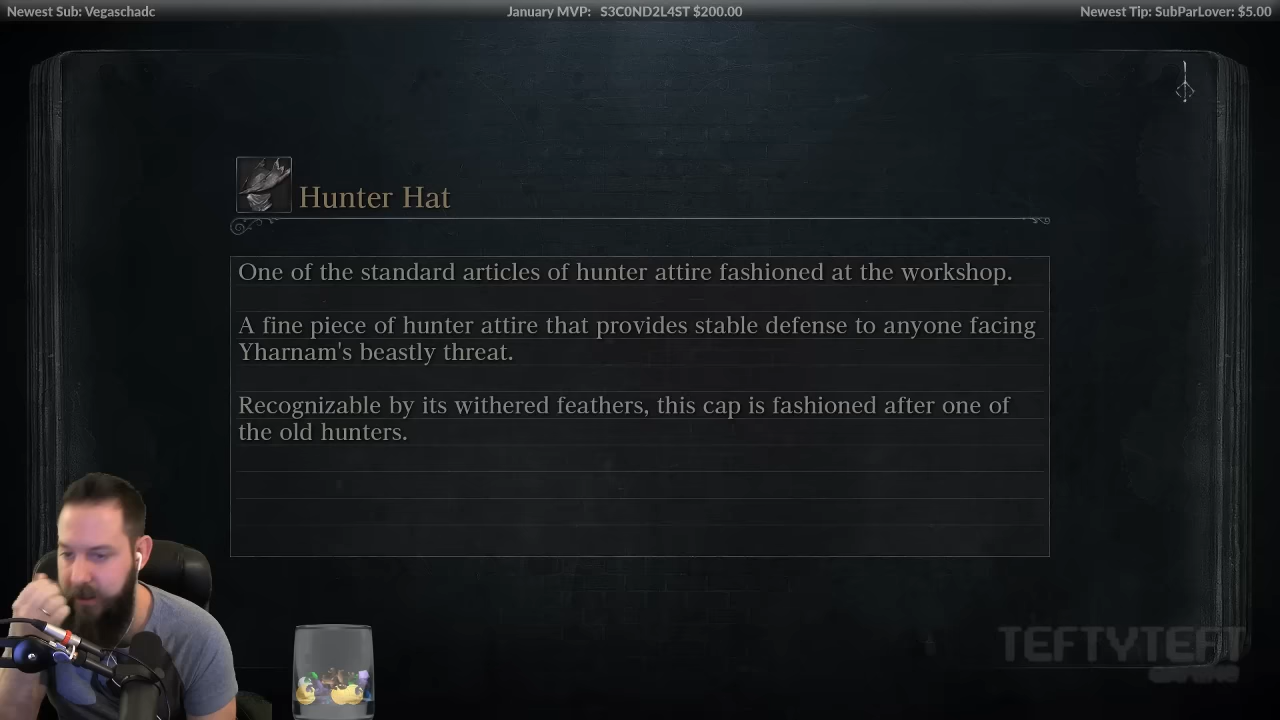 Newest Sub: Vegaschadc
January MVP: S3C0ND2L4ST $200.00
Newest Tip: SubParLover: $5.00
Hunter Hat
One of the standard articles of hunter attire fashioned at the workshop.
A fine piece of hunter attire that provides stable defense to anyone facing
Yharnam's beastly threat.
Recognizable by its withered feathers, this cap is fashioned after one of
the old hunters.
TEFTYTEFT
GAMING